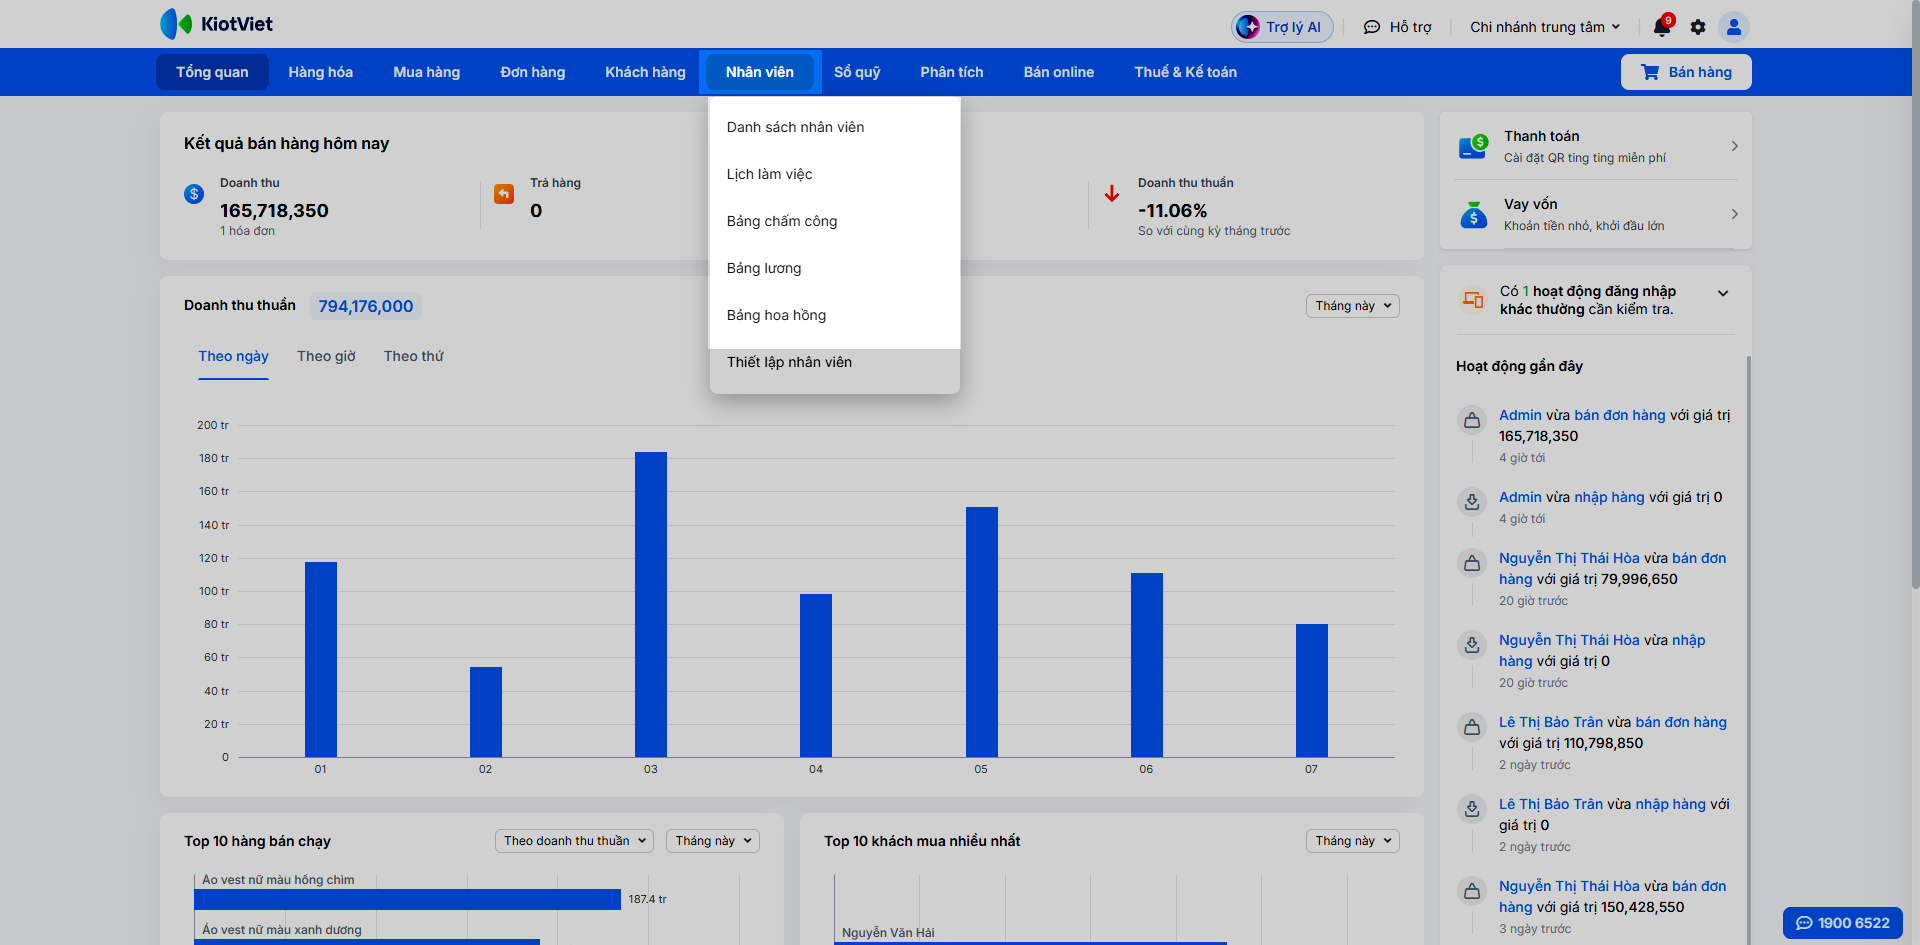 KiotViet
Trợ lý AI
Hỗ trợ
Chi nhánh trung tâm
9
Tổng quan
Hàng hóa
Mua hàng
Đơn hàng
Khách hàng
Nhân viên
Sổ quỹ
Phân tích
Bán online
Thuế & Kế toán
Bán hàng
Danh sách nhân viên
Lịch làm việc
Bảng chấm công
Bảng lương
Bảng hoa hồng
Thiết lập nhân viên
Kết quả bán hàng hôm nay
Doanh thu
165,718,350
1 hóa đơn
Trả hàng
0
Doanh thu thuần
-11.06%
So với cùng kỳ tháng trước
Doanh thu thuần
794,176,000
Tháng này
Theo ngày
Theo giờ
Theo thứ
200 tr
180 tr
160 tr
140 tr
120 tr
100 tr
80 tr
60 tr
40 tr
20 tr
0
01
02
03
04
05
06
07
Top 10 hàng bán chạy
Theo doanh thu thuần
Tháng này
Áo vest nữ màu hồng chìm
187.4 tr
Áo vest nữ màu xanh dương
Top 10 khách mua nhiều nhất
Tháng này
Nguyễn Văn Hải
Thanh toán
Cài đặt QR ting ting miễn phí
Vay vốn
Khoản tiền nhỏ, khởi đầu lớn
Có 1 hoạt động đăng nhập
khác thường cần kiểm tra.
Hoạt động gần đây
Admin vừa bán đơn hàng với giá trị
165,718,350
4 giờ tới
Admin vừa nhập hàng với giá trị 0
4 giờ tới
Nguyễn Thị Thái Hòa vừa bán đơn
hàng với giá trị 79,996,650
20 giờ trước
Nguyễn Thị Thái Hòa vừa nhập
hàng với giá trị 0
20 giờ trước
Lê Thị Bảo Trân vừa bán đơn hàng
với giá trị 110,798,850
2 ngày trước
Lê Thị Bảo Trân vừa nhập hàng với
giá trị 0
2 ngày trước
Nguyễn Thị Thái Hòa vừa bán đơn
hàng với giá trị 150,428,550
3 ngày trước
1900 6522